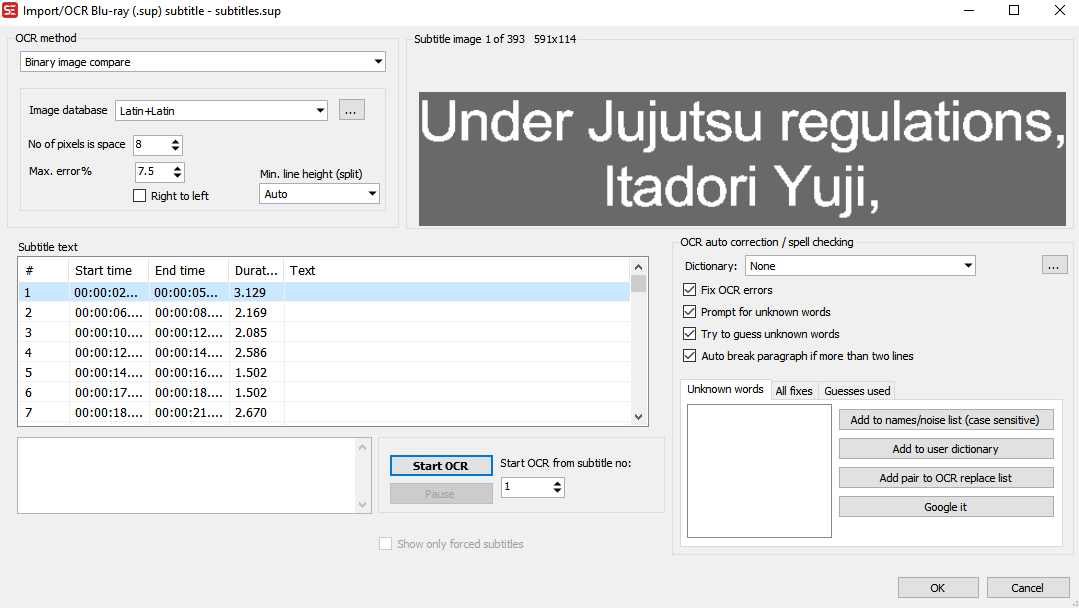 SE Import/OCR Blu-ray (.sup) subtitle - subtitles.sup
OCR method
Binary image compare
Image database Latin+Latin ...
No of pixels is space 8
Max. error% 7.5
Right to left
Min. line height (split)
Auto
Subtitle image 1 of 393 591x114
Under Jujutsu regulations,
Itadori Yuji,
Subtitle text
# Start time End time Durat... Text
1 00:00:02... 00:00:05... 3.129
2 00:00:06.... 00:00:08.... 2.169
3 00:00:10.... 00:00:12.... 2.085
4 00:00:12.... 00:00:14.... 2.586
5 00:00:14.... 00:00:16.... 1.502
6 00:00:17.... 00:00:18.... 1.502
7 00:00:18.... 00:00:21.... 2.670
Start OCR
Pause
Start OCR from subtitle no:
1
Show only forced subtitles
OCR auto correction / spell checking
Dictionary: None ...
Fix OCR errors
Prompt for unknown words
Try to guess unknown words
Auto break paragraph if more than two lines
Unknown words All fixes Guesses used
Add to names/noise list (case sensitive)
Add to user dictionary
Add pair to OCR replace list
Google it
OK Cancel